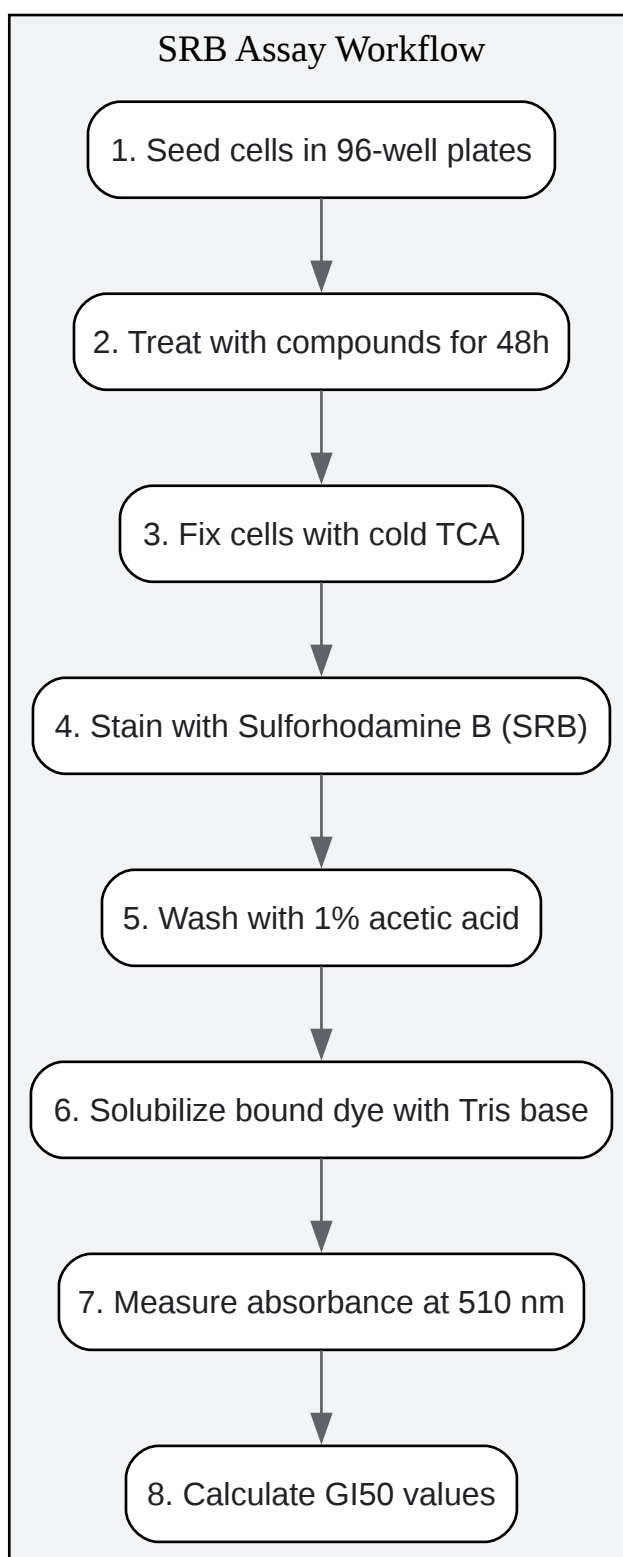 SRB Assay Workflow
1. Seed cells in 96-well plates
2. Treat with compounds for 48h
3. Fix cells with cold TCA
4. Stain with Sulforhodamine B (SRB)
5. Wash with 1% acetic acid
6. Solubilize bound dye with Tris base
7. Measure absorbance at 510 nm
8. Calculate GI50 values